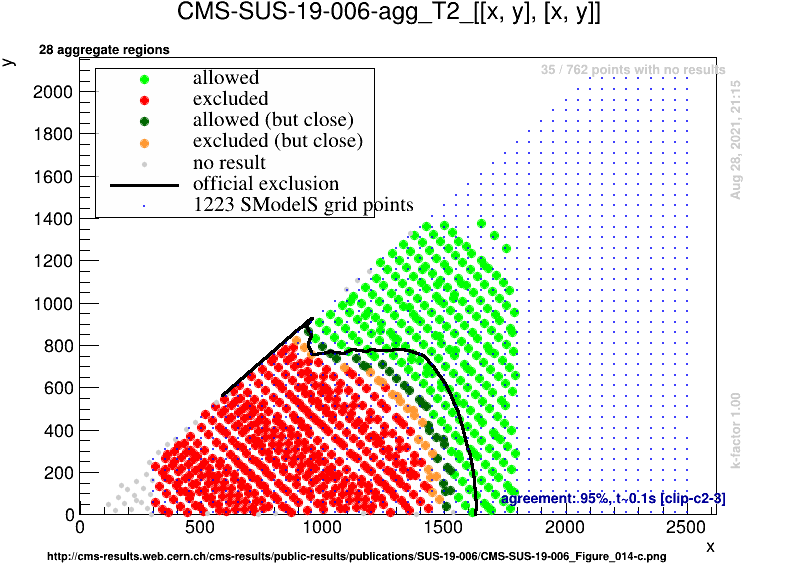 CMS-SUS-19-006-agg_T2_[[x, y], [x, y]]
28 aggregate regions
35 / 762 points with no results
allowed
excluded
allowed (but close)
excluded (but close)
no result
official exclusion
1223 SModelS grid points
y
2000
1800
1600
1400
1200
1000
800
600
400
200
0
0
500
1000
1500
2000
2500
x
Aug 28, 2021, 21:15
k-factor 1.00
agreement: 95%, t~0.1s [clip-c2-3]
http://cms-results.web.cern.ch/cms-results/public-results/publications/SUS-19-006/CMS-SUS-19-006_Figure_014-c.png